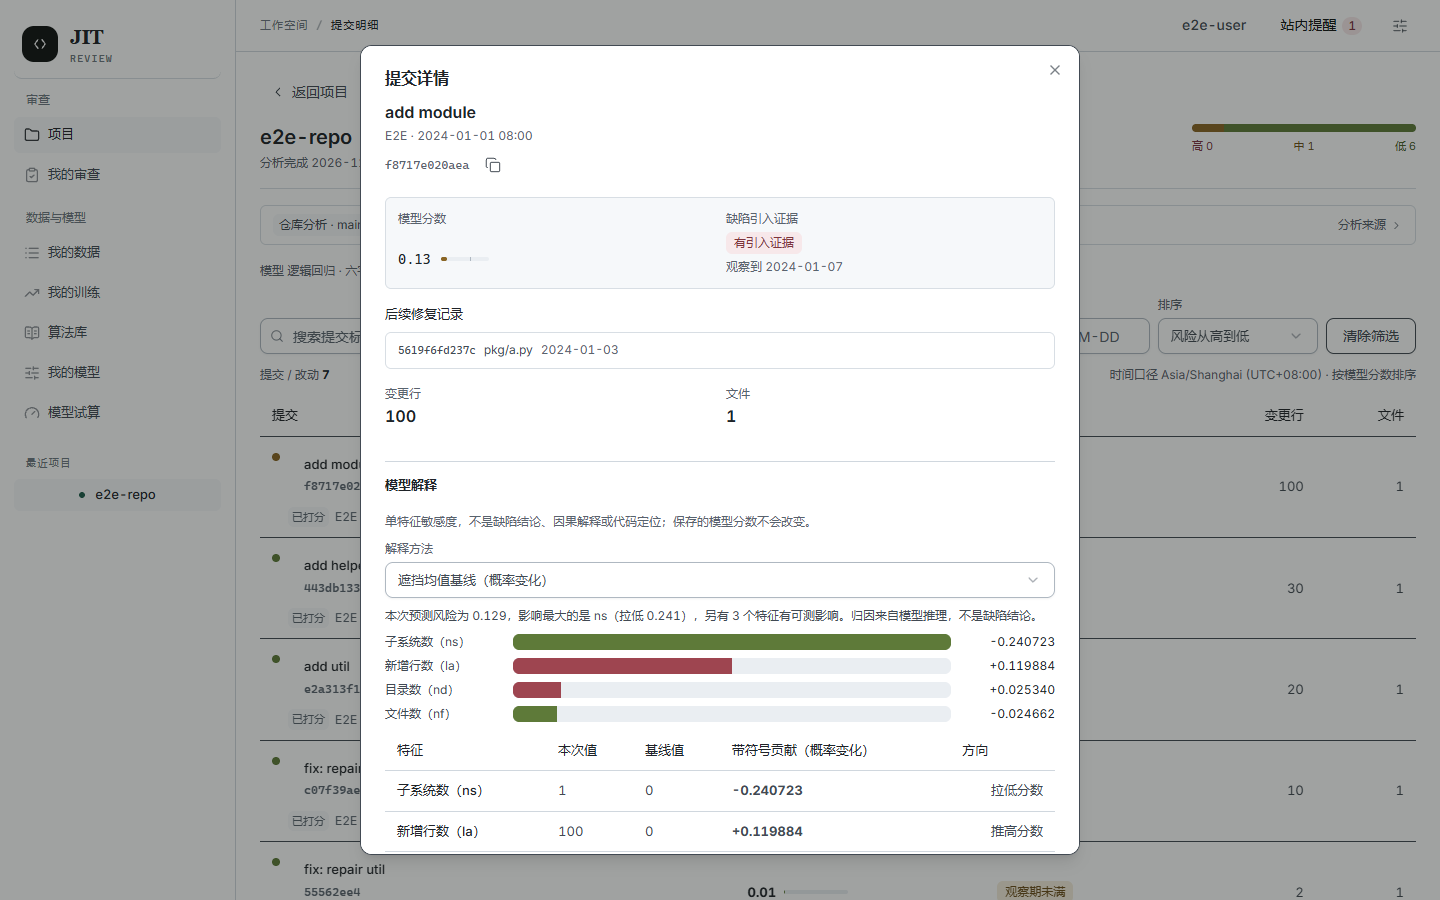 JIT
REVIEW
审查
项目
我的审查
数据与模型
我的数据
我的训练
算法库
我的模型
模型试算
最近项目
e2e-repo
工作空间 / 提交明细
e2e-user
站内提醒 1
返回项目
e2e-repo
分析完成 2026-1
高 0 中 1 低 6
仓库分析 · mai
分析来源
模型 逻辑回归 ·
排序
搜索提交标
M-DD
风险从高到低
清除筛选
提交 / 改动 7
时间口径 Asia/Shanghai (UTC+08:00) · 按模型分数排序
提交 变更行 文件
add modu
f8717e02
已打分 E2E
100 1
add helpe
443db133
已打分 E2E
30 1
add util
e2a313f1
已打分 E2E
20 1
fix: repai
c07f39ae
已打分 E2E
10 1
fix: repair util
55562ee4
0.01 观察期未满 2 1
提交详情
add module
E2E · 2024-01-01 08:00
f8717e020aea
模型分数
0.13
缺陷引入证据
有引入证据
观察到 2024-01-07
后续修复记录
5619f6fd237c pkg/a.py 2024-01-03
变更行 文件
100 1
模型解释
单特征敏感度，不是缺陷结论、因果解释或代码定位；保存的模型分数不会改变。
解释方法
遮挡均值基线（概率变化）
本次预测风险为 0.129，影响最大的是 ns（拉低 0.241），另有 3 个特征有可测影响。归因来自模型推理，不是缺陷结论。
子系统数（ns） -0.240723
新增行数（la） +0.119884
目录数（nd） +0.025340
文件数（nf） -0.024662
特征 本次值 基线值 带符号贡献（概率变化） 方向
子系统数（ns） 1 0 -0.240723 拉低分数
新增行数（la） 100 0 +0.119884 推高分数